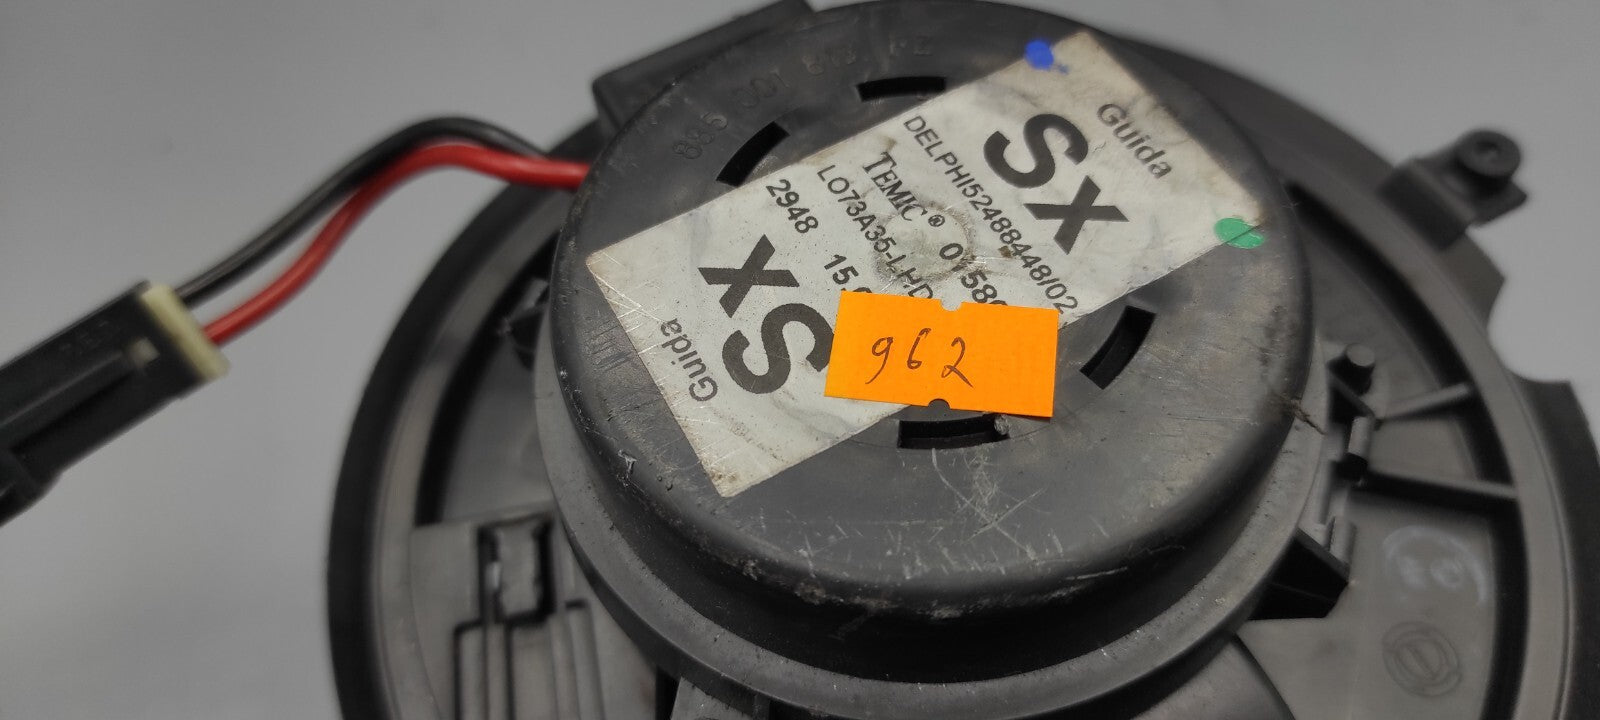 Guida
SX
DELPHI52488448/02
TEMIC®
LO73A35-LHD
2948
SX
Guida
962